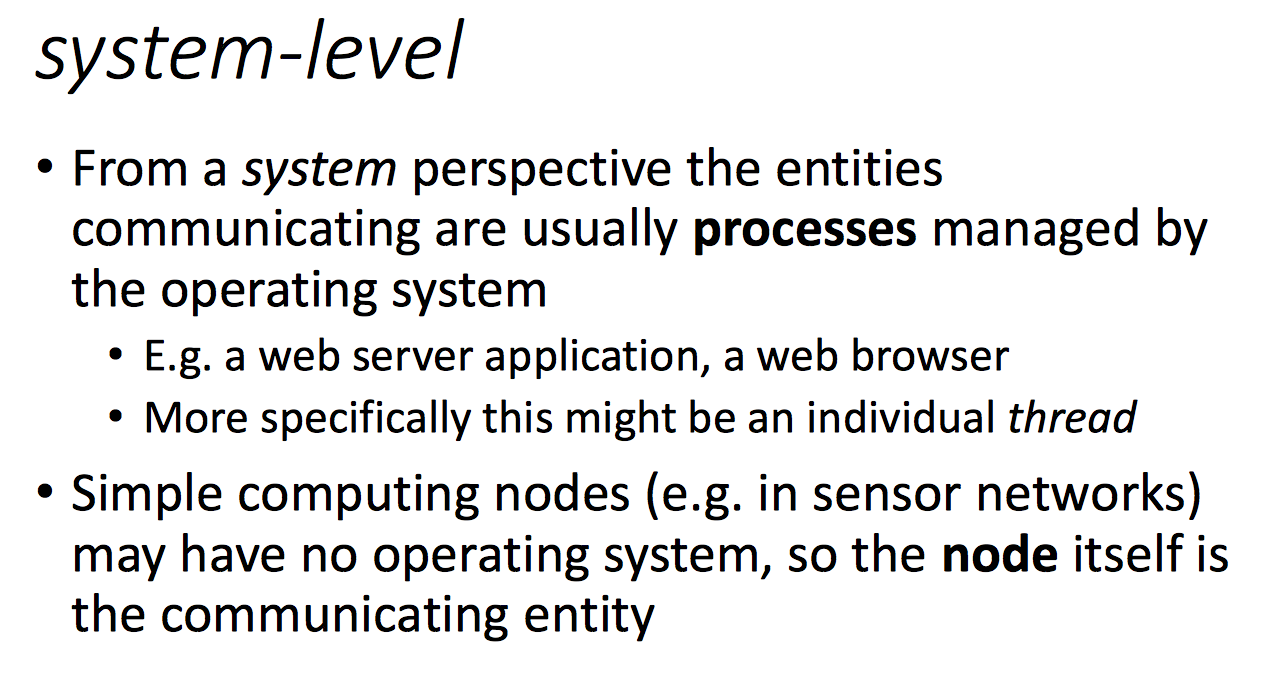 system-level
• From a system perspective the entities
communicating are usually processes managed by
the operating system
• E.g. a web server application, a web browser
• More specifically this might be an individual thread
• Simple computing nodes (e.g. in sensor networks)
may have no operating system, so the node itself is
the communicating entity